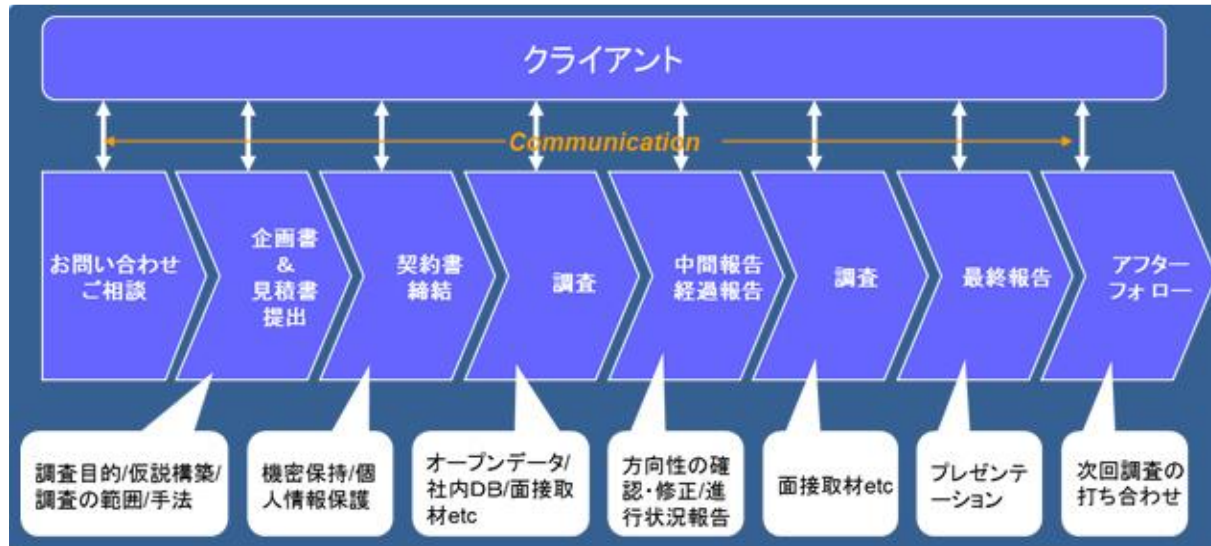 クライアント
Communication
お問い合わせ
ご相談
企画書
&
見積書
提出
契約書
締結
調査
中間報告
経過報告
調査
最終報告
アフター
フォロー
調査目的/仮説構築/
調査の範囲/手法
機密保持/個
人情報保護
オープンデータ/
社内DB/面接取
材etc
方向性の確
認・修正/進
行状況報告
面接取材etc
プレゼンテ
ーション
次回調査の
打ち合わせ